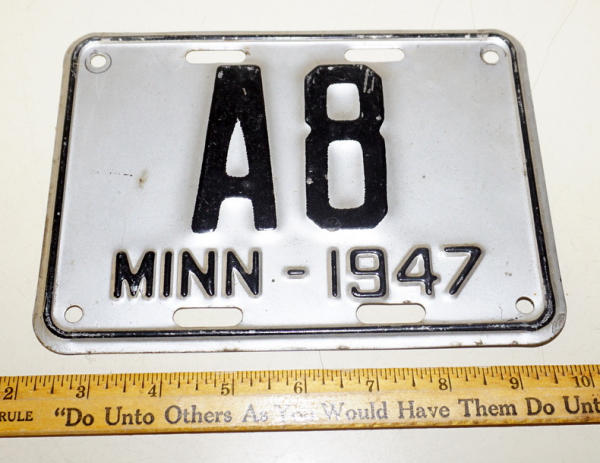 A8
MINN - 1947
2 3 4 5 6 7 8 9 10
RULE "Do Unto Others As You Would Have Them Do Unt